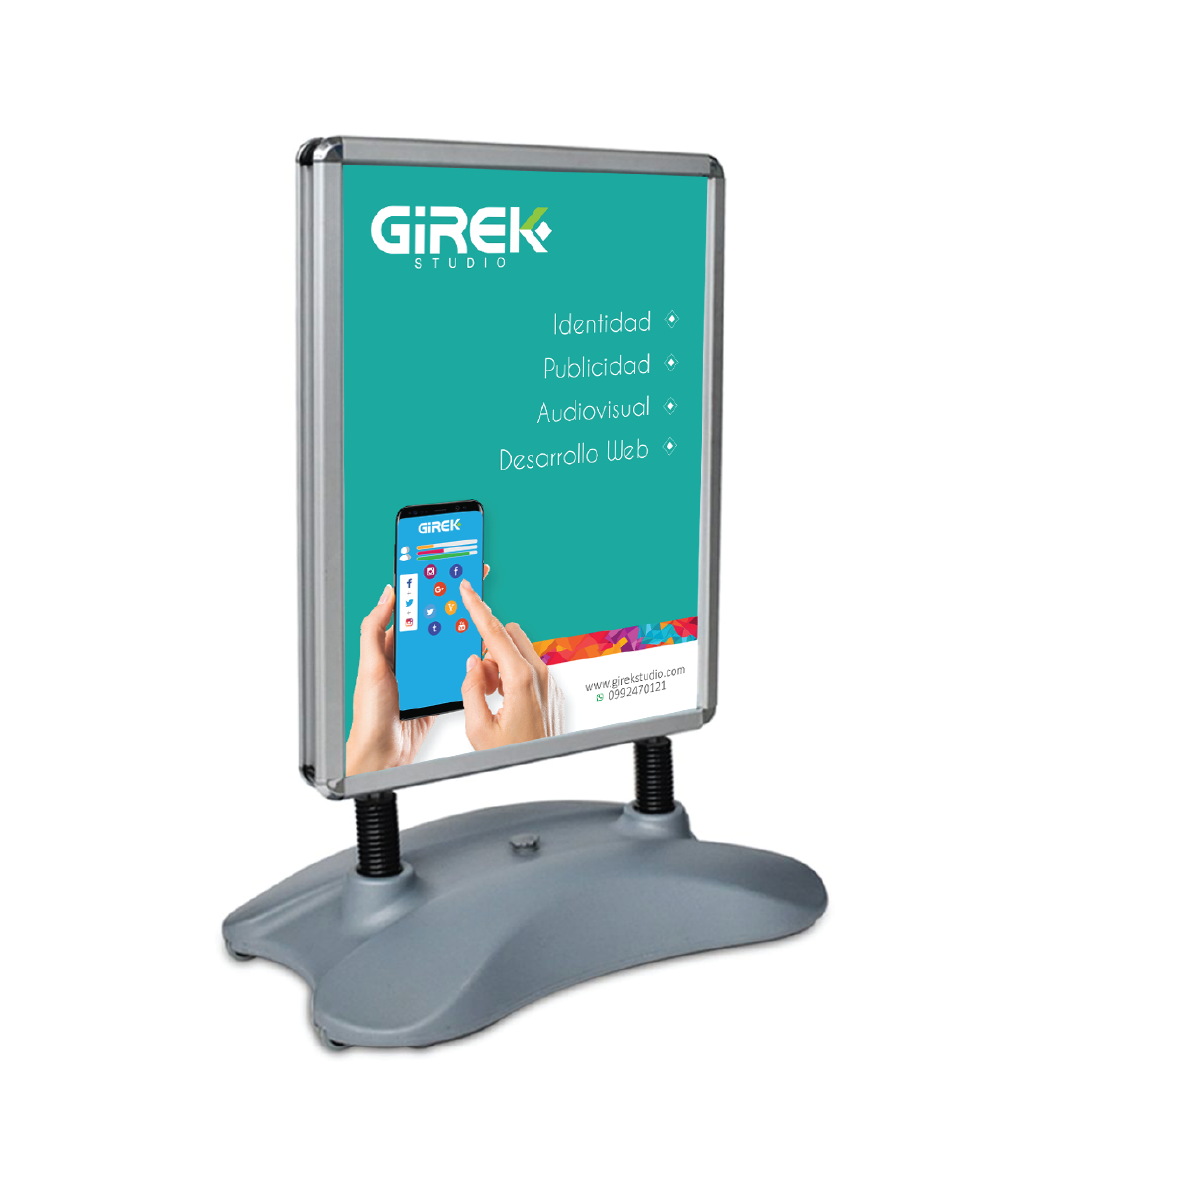 GiREK
STUDIO
Identidad
Publicidad
Audiovisual
Desarrollo Web
GiREK
www.girekstudio.com
0992470121